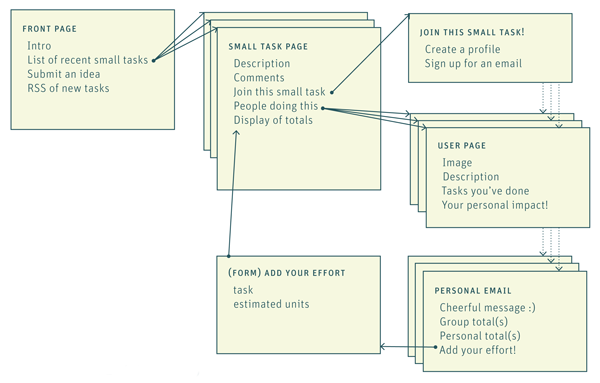 FRONT PAGE
Intro
List of recent small tasks
Submit an idea
RSS of new tasks
SMALL TASK PAGE
Description
Comments
Join this small task
People doing this
Display of totals
JOIN THIS SMALL TASK!
Create a profile
Sign up for an email
USER PAGE
Image
Description
Tasks you've done
Your personal impact!
(FORM) ADD YOUR EFFORT
task
estimated units
PERSONAL EMAIL
Cheerful message :)
Group total(s)
Personal total(s)
Add your effort!